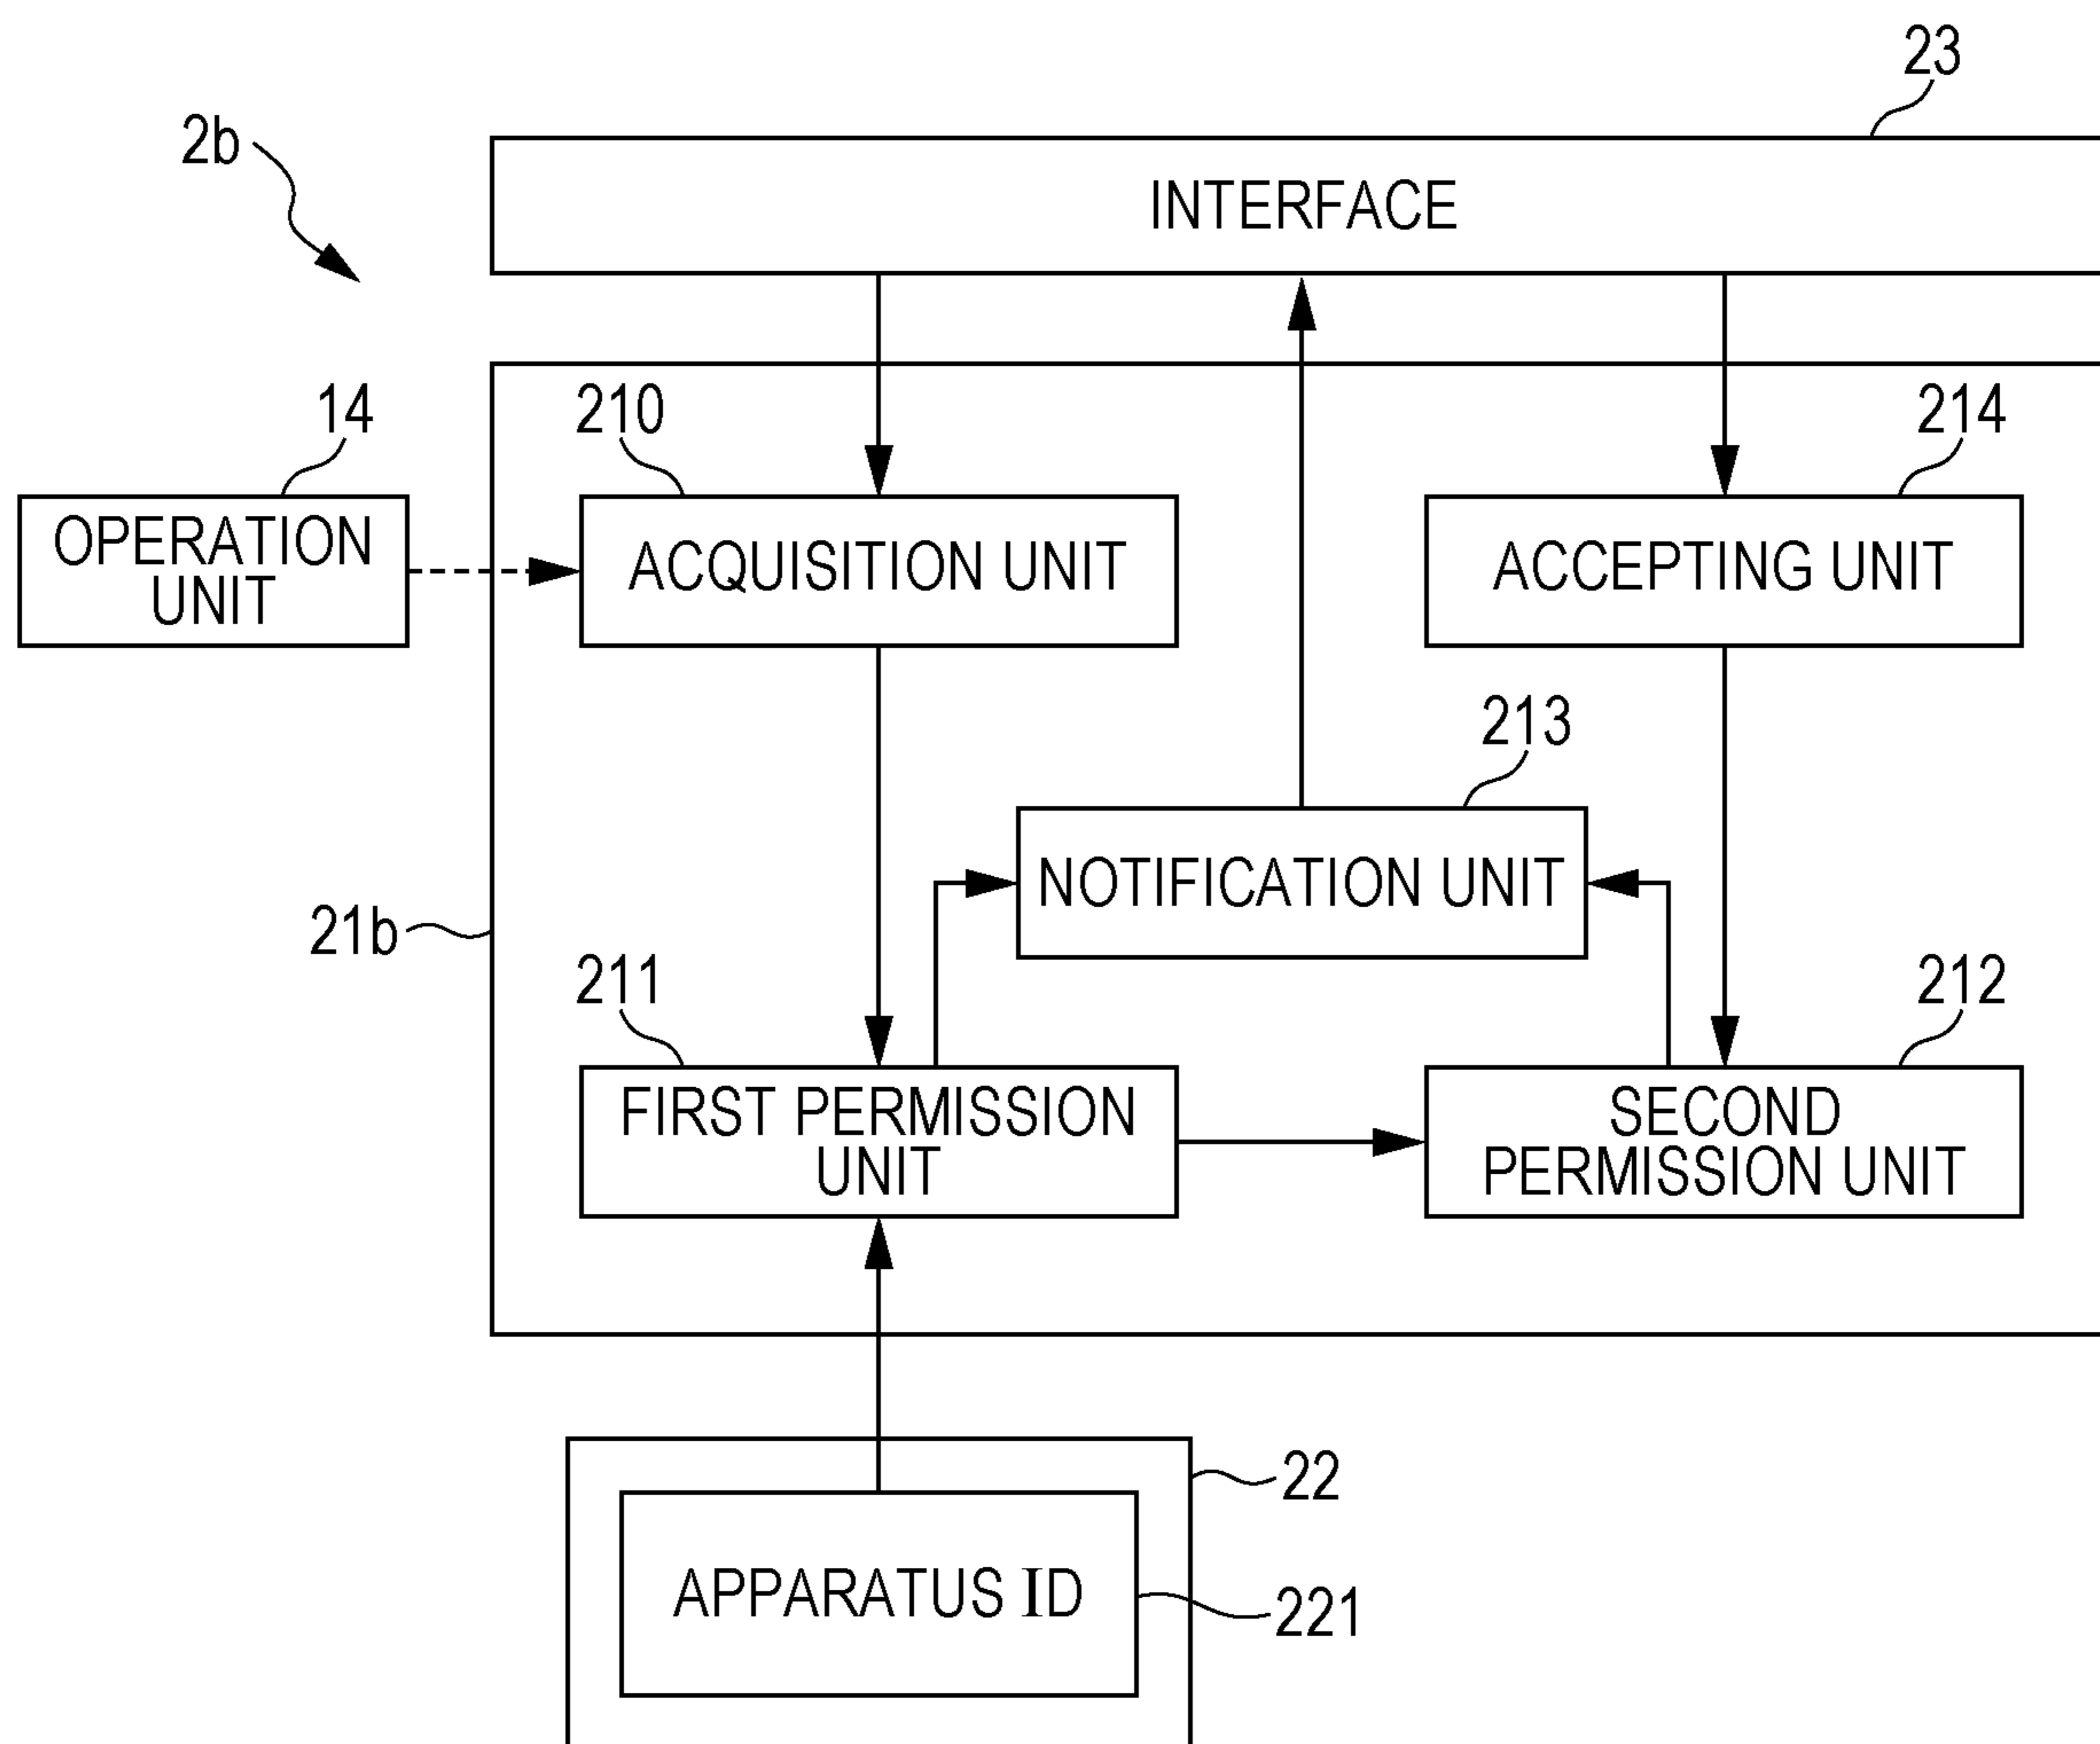 23
2b
INTERFACE
14
210
214
OPERATION
UNIT
ACQUISITION UNIT
ACCEPTING UNIT
213
NOTIFICATION UNIT
21b
211
212
FIRST PERMISSION
UNIT
SECOND
PERMISSION UNIT
22
APPARATUS ID
221